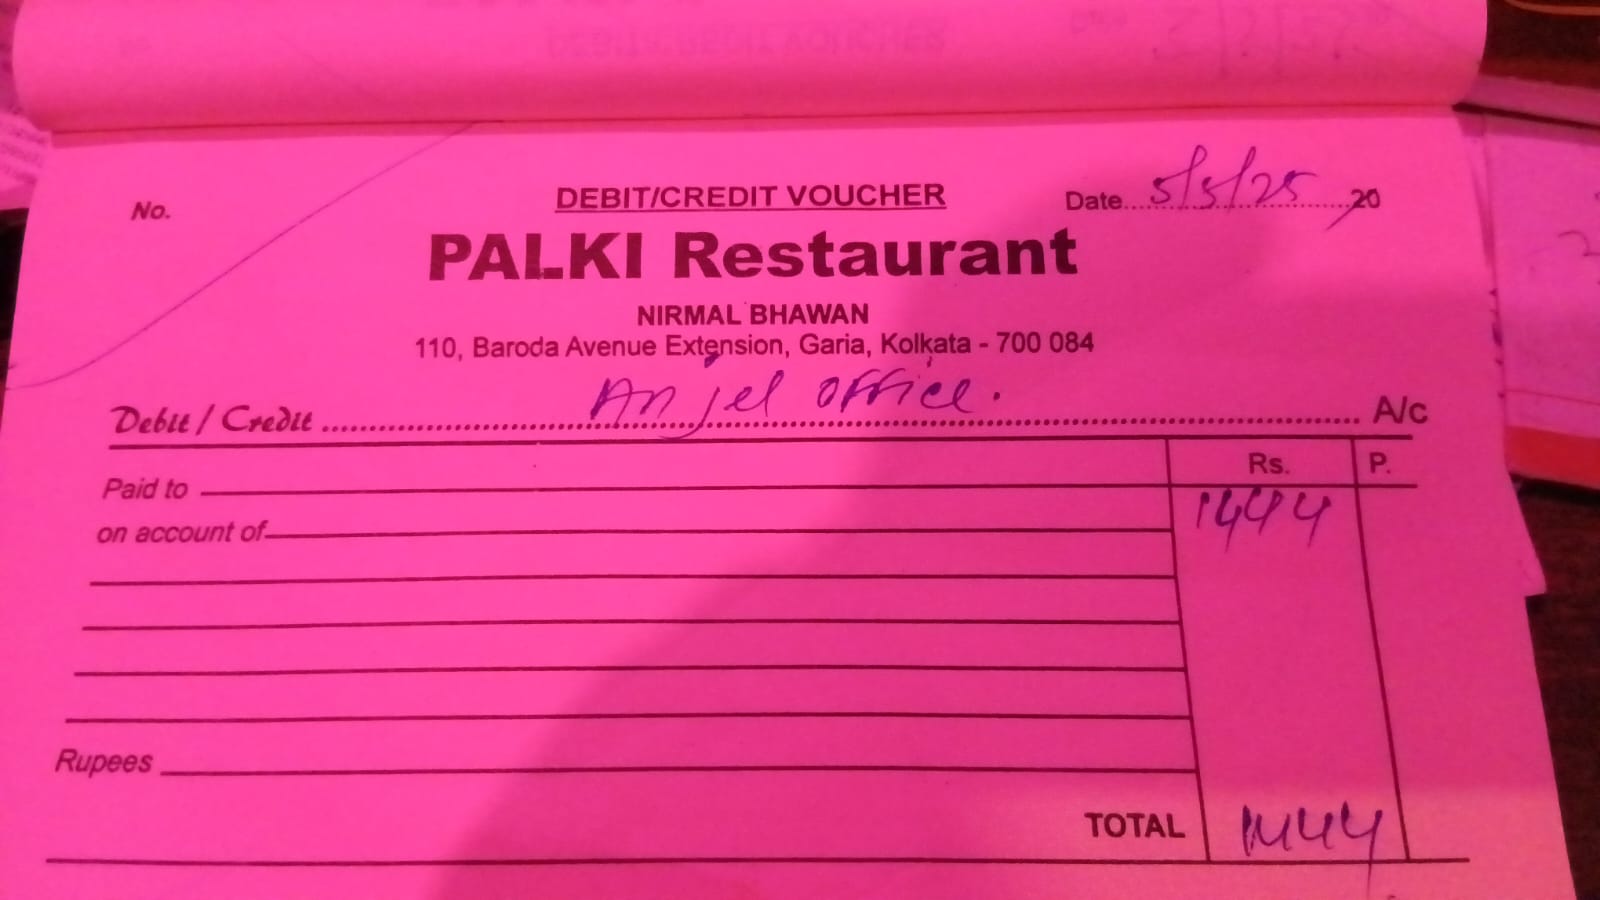 No.
DEBIT/CREDIT VOUCHER
Date 5/5/25 20
PALKI Restaurant
NIRMAL BHAWAN
110, Baroda Avenue Extension, Garia, Kolkata - 700 084
Debit / Credit Anjel office. A/c
Rs. P.
Paid to 1444
on account of
Rupees
TOTAL 1444